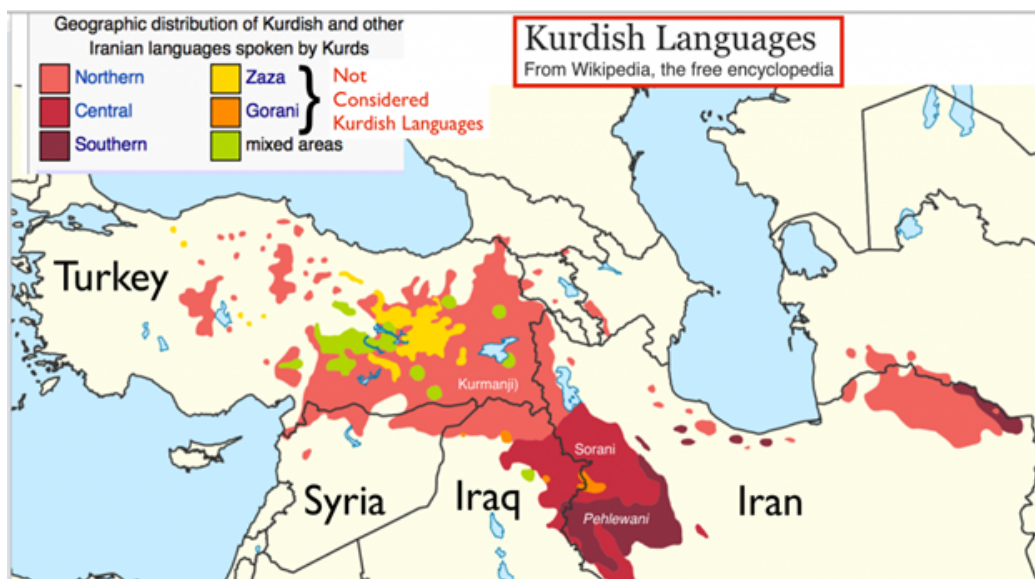 Geographic distribution of Kurdish and other
Iranian languages spoken by Kurds
Northern
Central
Southern
Zaza
Gorani
mixed areas
Not
Considered
Kurdish Languages
Kurdish Languages
From Wikipedia, the free encyclopedia
Turkey
Kurmanji)
Sorani
Syria
Iraq
Iran
Pehlewani